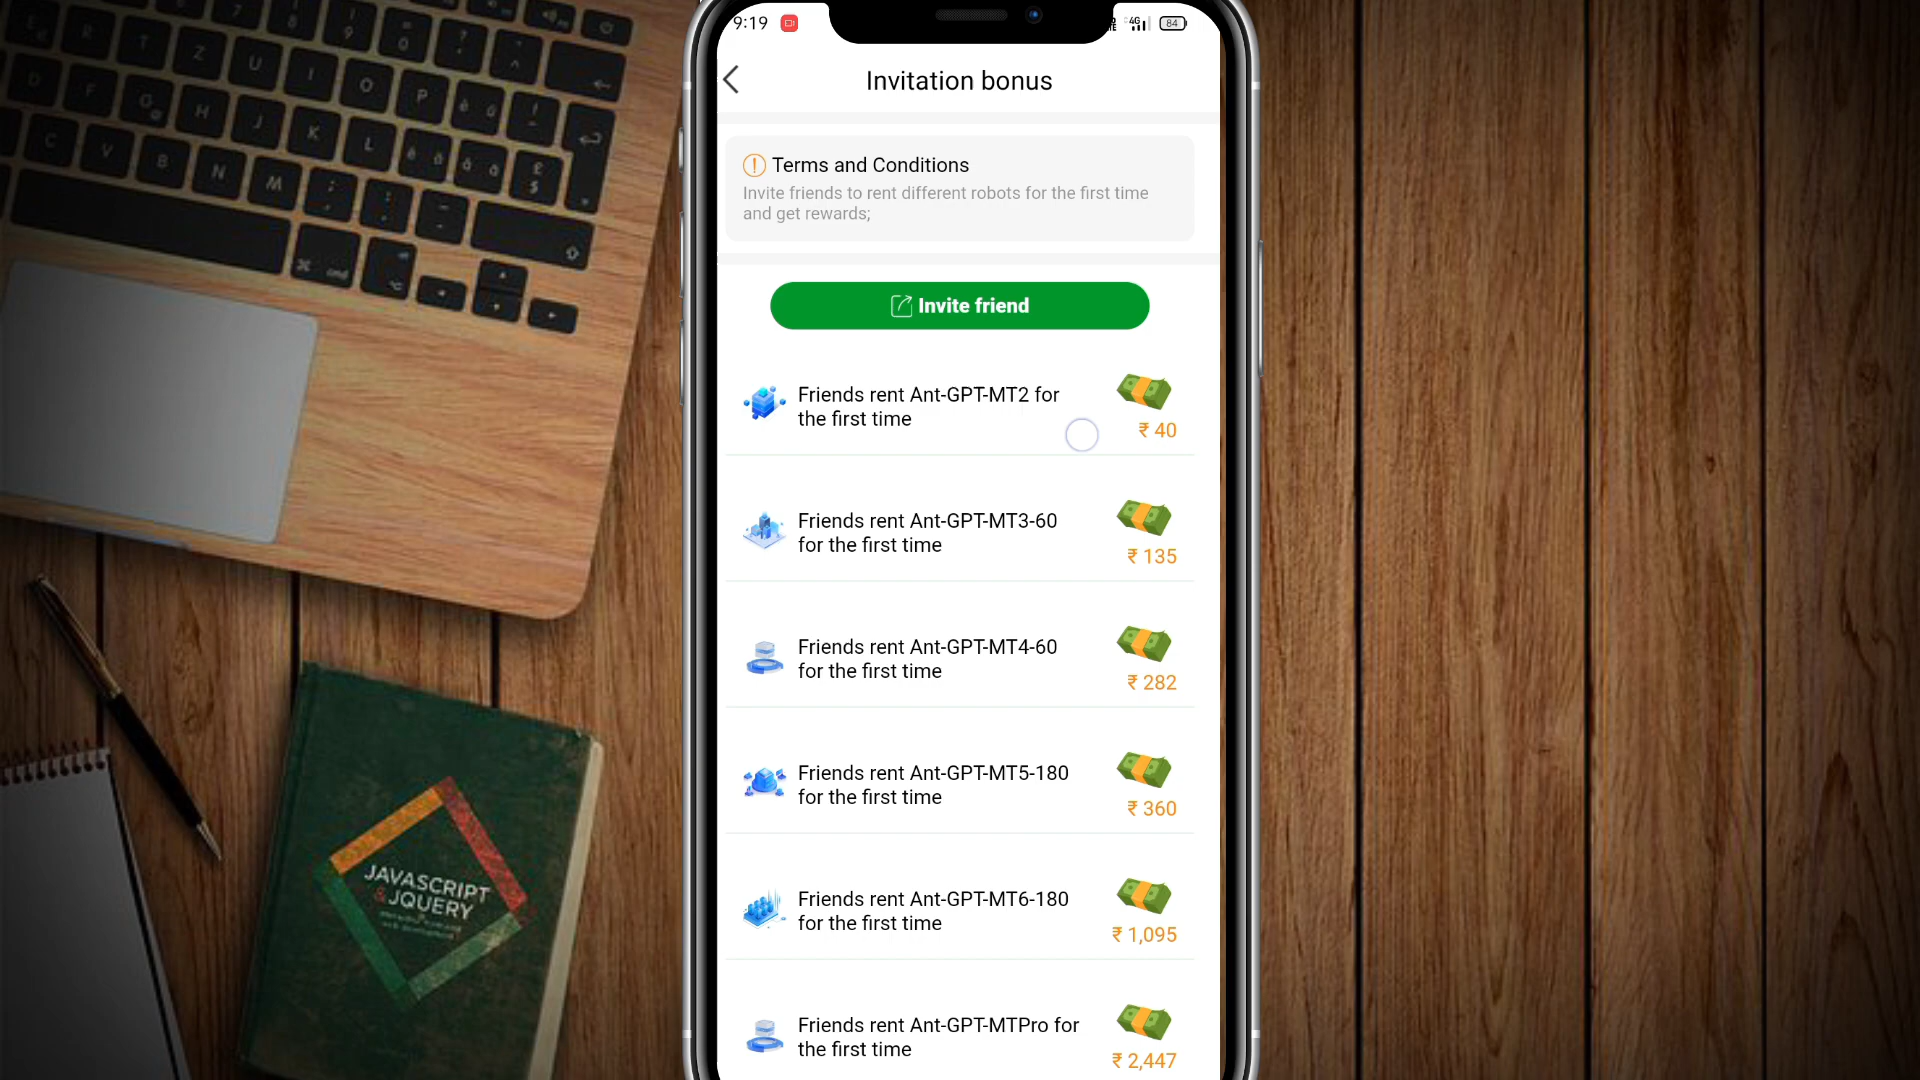 9:19
4G
84
Invitation bonus
Terms and Conditions
Invite friends to rent different robots for the first time
and get rewards;
Invite friend
Friends rent Ant-GPT-MT2 for
the first time
₹ 40
Friends rent Ant-GPT-MT3-60
for the first time
₹ 135
Friends rent Ant-GPT-MT4-60
for the first time
₹ 282
Friends rent Ant-GPT-MT5-180
for the first time
₹ 360
Friends rent Ant-GPT-MT6-180
for the first time
₹ 1,095
Friends rent Ant-GPT-MTPro for
the first time
₹ 2,447
JAVASCRIPT
& JQUERY
R T Z U I O P
D F G H J K L
C V B N M
cmd